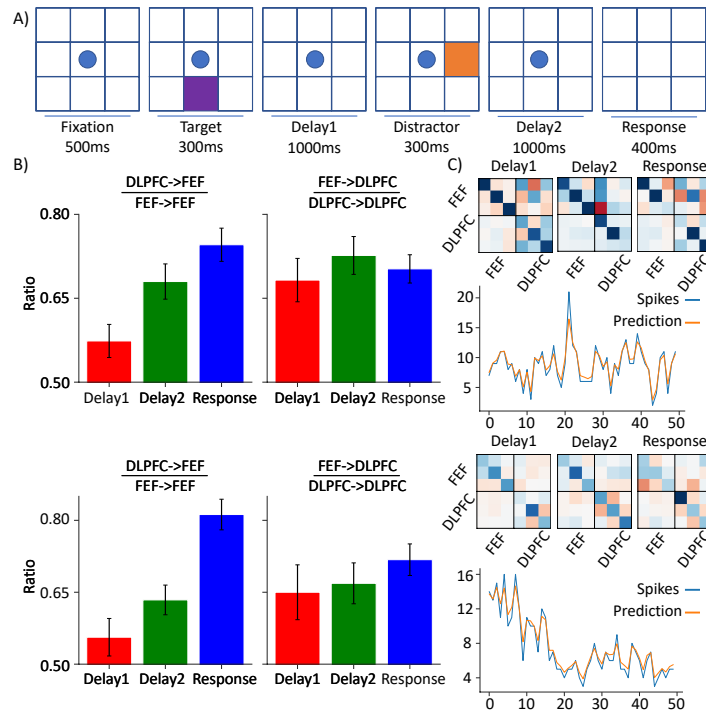 A)
Fixation
500ms
Target
300ms
Delay1
1000ms
Distractor
300ms
Delay2
1000ms
Response
400ms
B)
DLPFC->FEF
FEF->FEF
FEF->DLPFC
DLPFC->DLPFC
Ratio
0.80
0.65
0.50
Delay1 Delay2 Response
Delay1 Delay2 Response
DLPFC->FEF
FEF->FEF
FEF->DLPFC
DLPFC->DLPFC
Ratio
0.80
0.65
0.50
Delay1 Delay2 Response
Delay1 Delay2 Response
C)
Delay1 Delay2 Response
FEF
DLPFC
FEF DLPFC FEF DLPFC FEF DLPFC
Spikes
Prediction
20
15
10
5
0 10 20 30 40 50
Delay1 Delay2 Response
FEF
DLPFC
FEF DLPFC FEF DLPFC FEF DLPFC
Spikes
Prediction
16
12
8
4
0 10 20 30 40 50